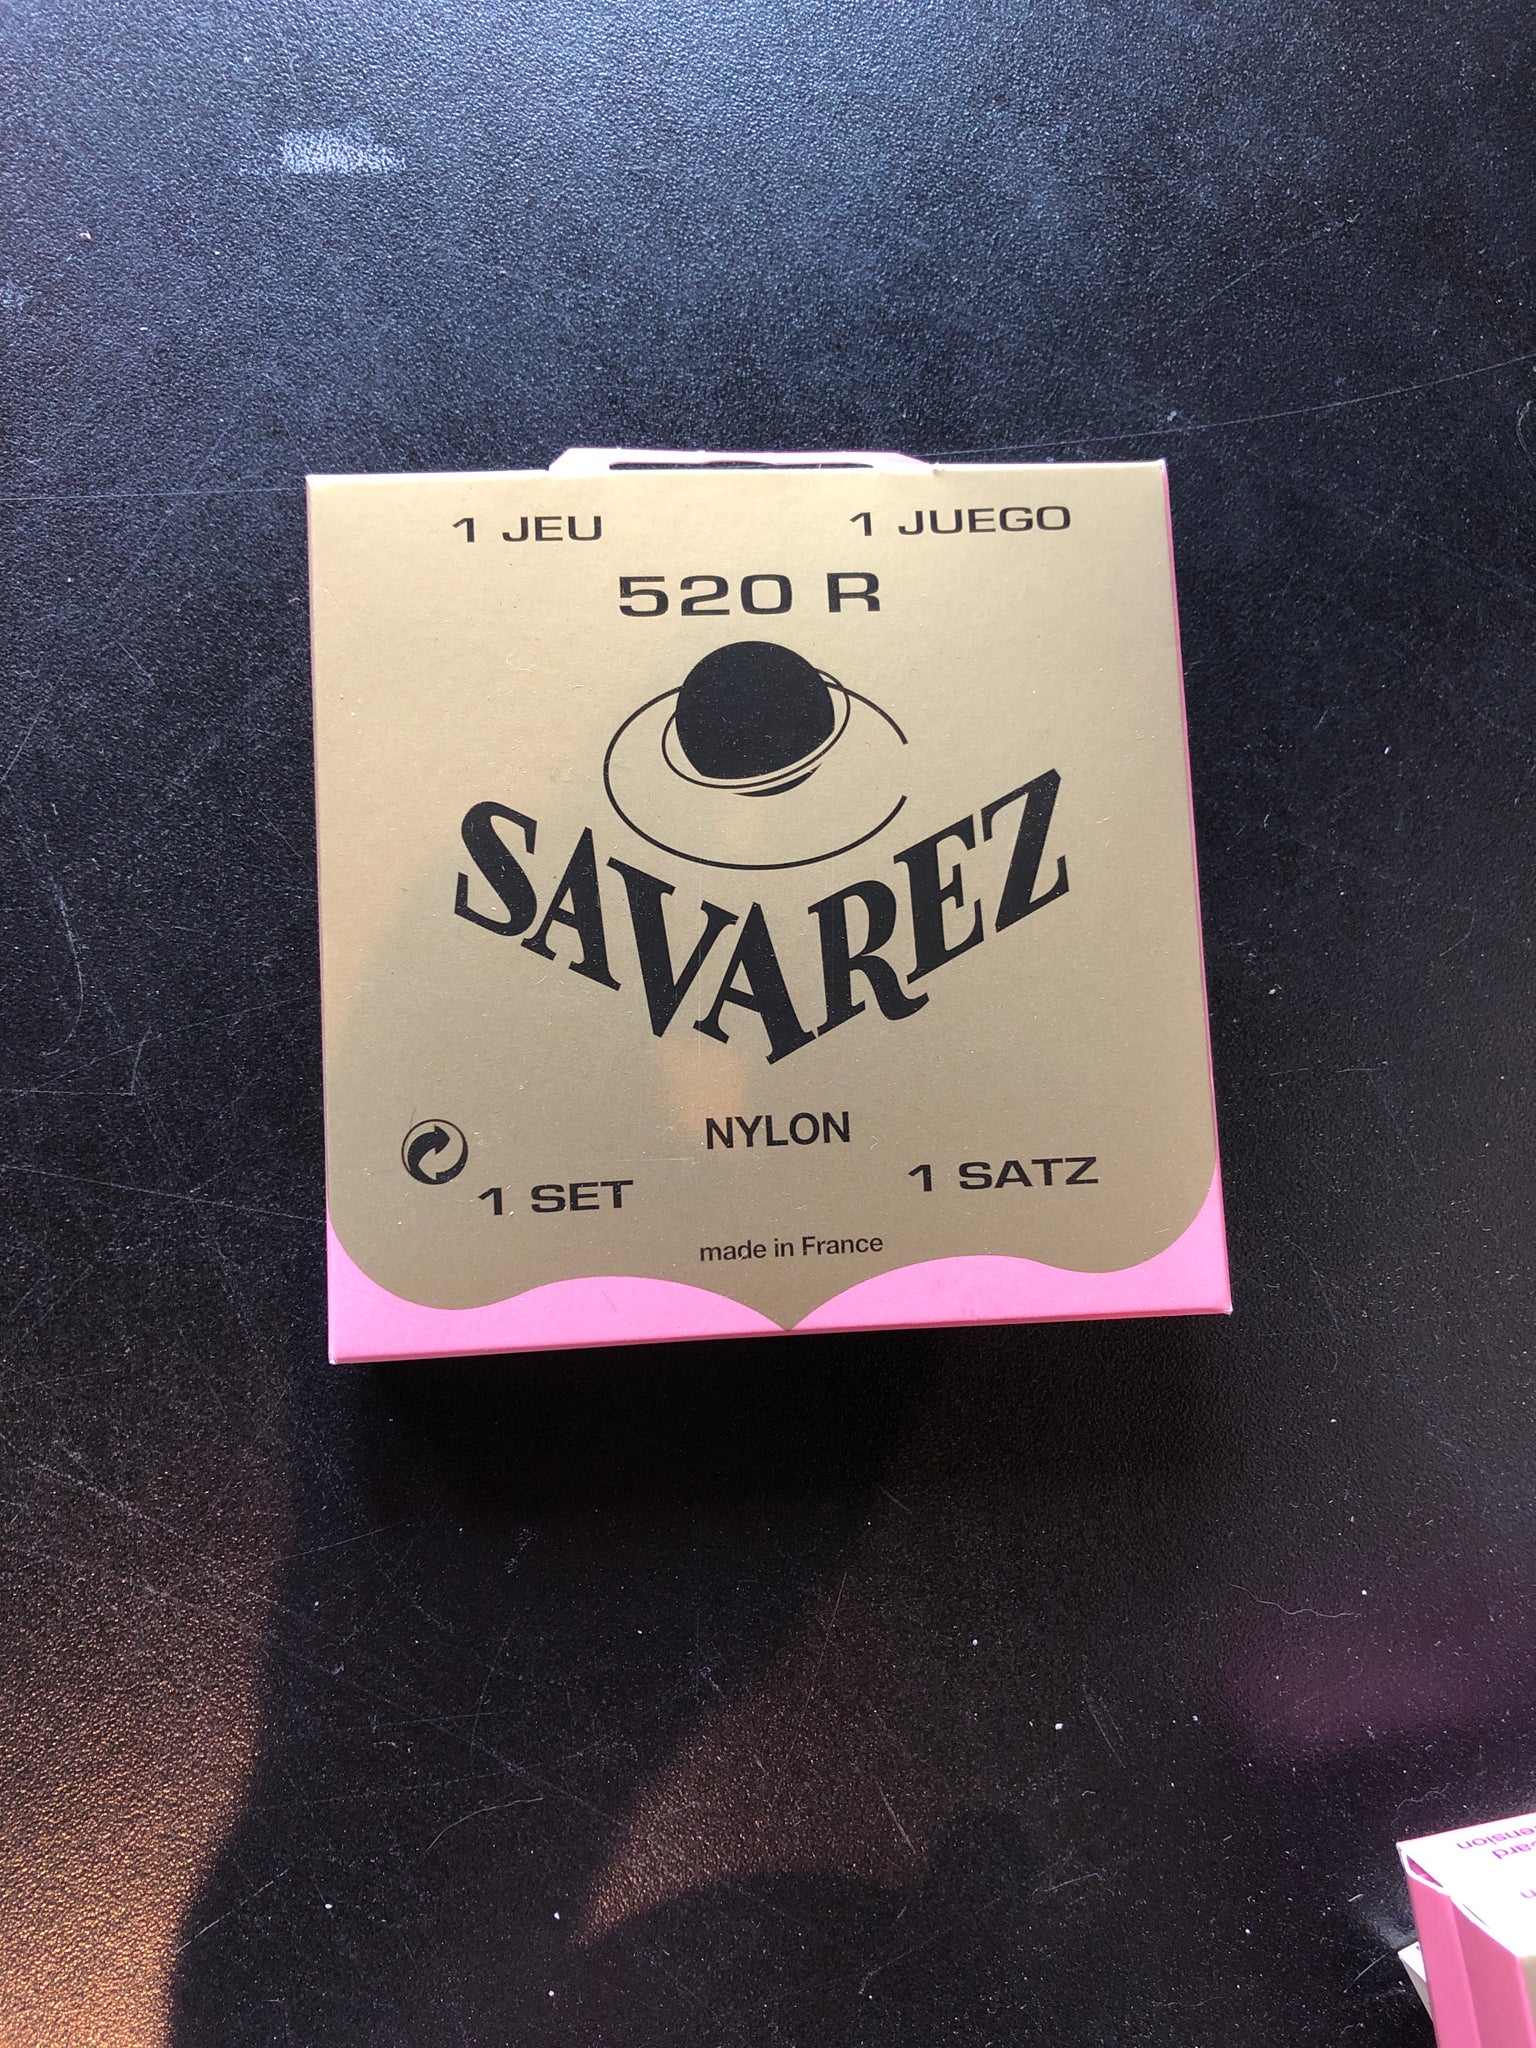 1 JEU
1 JUEGO
520 R
SAVAREZ
NYLON
1 SET
1 SATZ
made in France